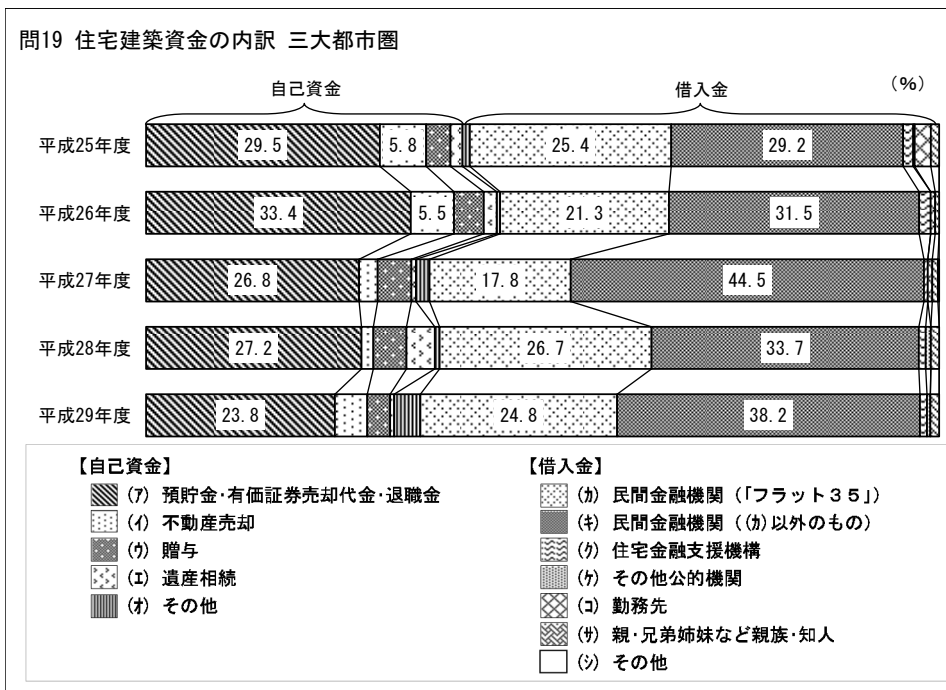 問19 住宅建築資金の内訳 三大都市圏
自己資金 借入金 (%)
平成25年度 29.5 5.8 25.4 29.2
平成26年度 33.4 5.5 21.3 31.5
平成27年度 26.8 17.8 44.5
平成28年度 27.2 26.7 33.7
平成29年度 23.8 24.8 38.2
【自己資金】
(ア) 預貯金・有価証券売却代金・退職金
(イ) 不動産売却
(ウ) 贈与
(エ) 遺産相続
(オ) その他
【借入金】
(カ) 民間金融機関(「フラット35」)
(キ) 民間金融機関((カ)以外のもの)
(ク) 住宅金融支援機構
(ケ) その他公的機関
(コ) 勤務先
(サ) 親・兄弟姉妹など親族・知人
(シ) その他